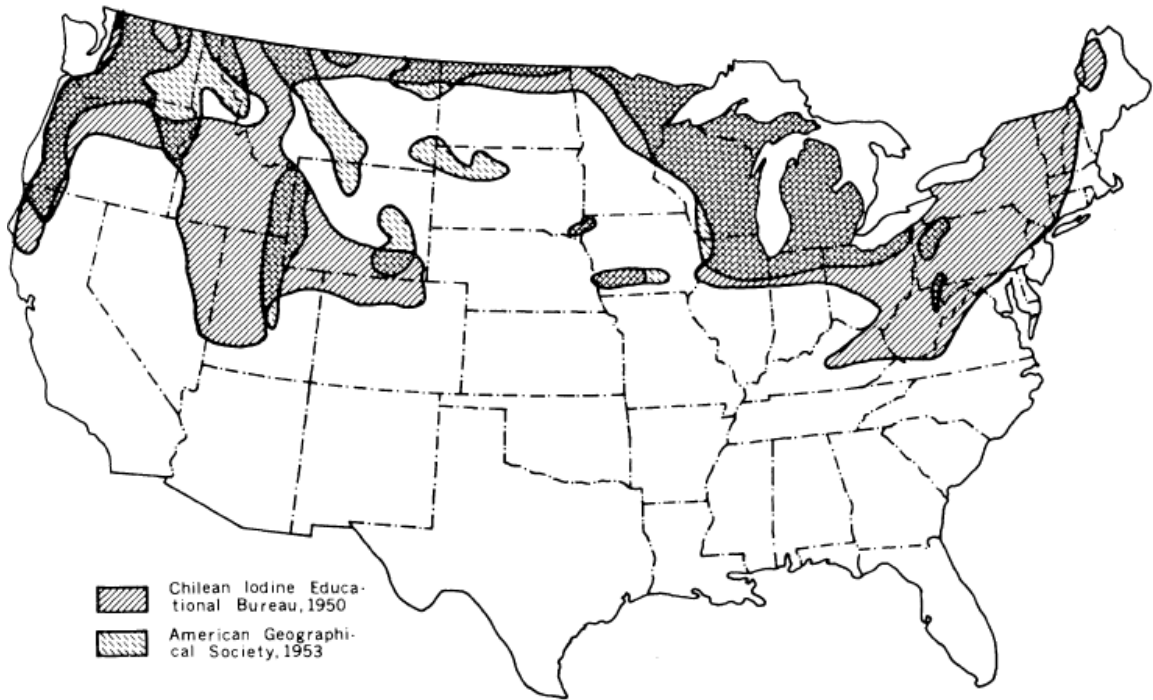 Chilean Iodine Educa-
tional Bureau, 1950
American Geographi-
cal Society, 1953